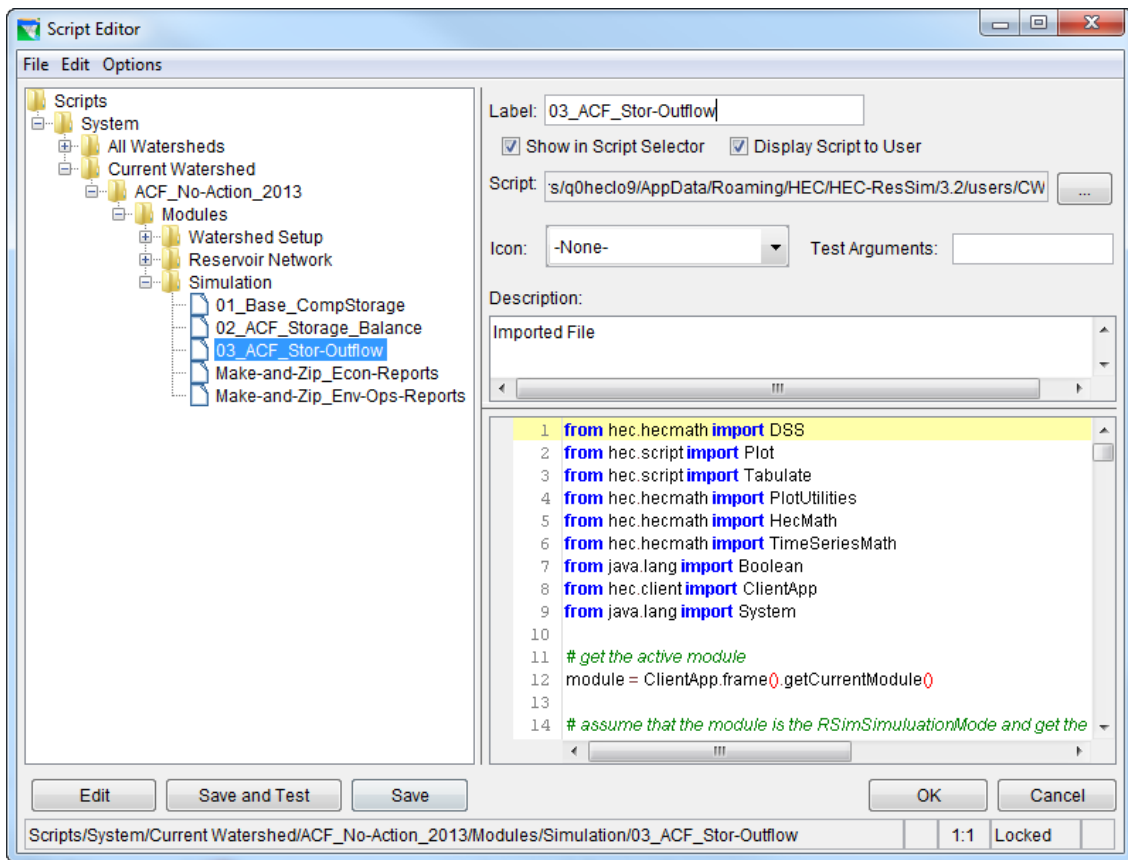 Script Editor
File Edit Options
Scripts
System
All Watersheds
Current Watershed
ACF_No-Action_2013
Modules
Watershed Setup
Reservoir Network
Simulation
01_Base_CompStorage
02_ACF_Storage_Balance
03_ACF_Stor-Outflow
Make-and-Zip_Econ-Reports
Make-and-Zip_Env-Ops-Reports
Label: 03_ACF_Stor-Outflow
Show in Script Selector Display Script to User
Script: 's/q0heclo9/AppData/Roaming/HEC/HEC-ResSim/3.2/users/CW ...
Icon: -None- Test Arguments:
Description:
Imported File
1 from hec.hecmath import DSS
2 from hec.script import Plot
3 from hec.script import Tabulate
4 from hec.hecmath import PlotUtilities
5 from hec.hecmath import HecMath
6 from hec.hecmath import TimeSeriesMath
7 from java.lang import Boolean
8 from hec.client import ClientApp
9 from java.lang import System
10
11 # get the active module
12 module = ClientApp.frame().getCurrentModule()
13
14 # assume that the module is the RSimSimuluationMode and get the
Edit Save and Test Save OK Cancel
Scripts/System/Current Watershed/ACF_No-Action_2013/Modules/Simulation/03_ACF_Stor-Outflow 1:1 Locked